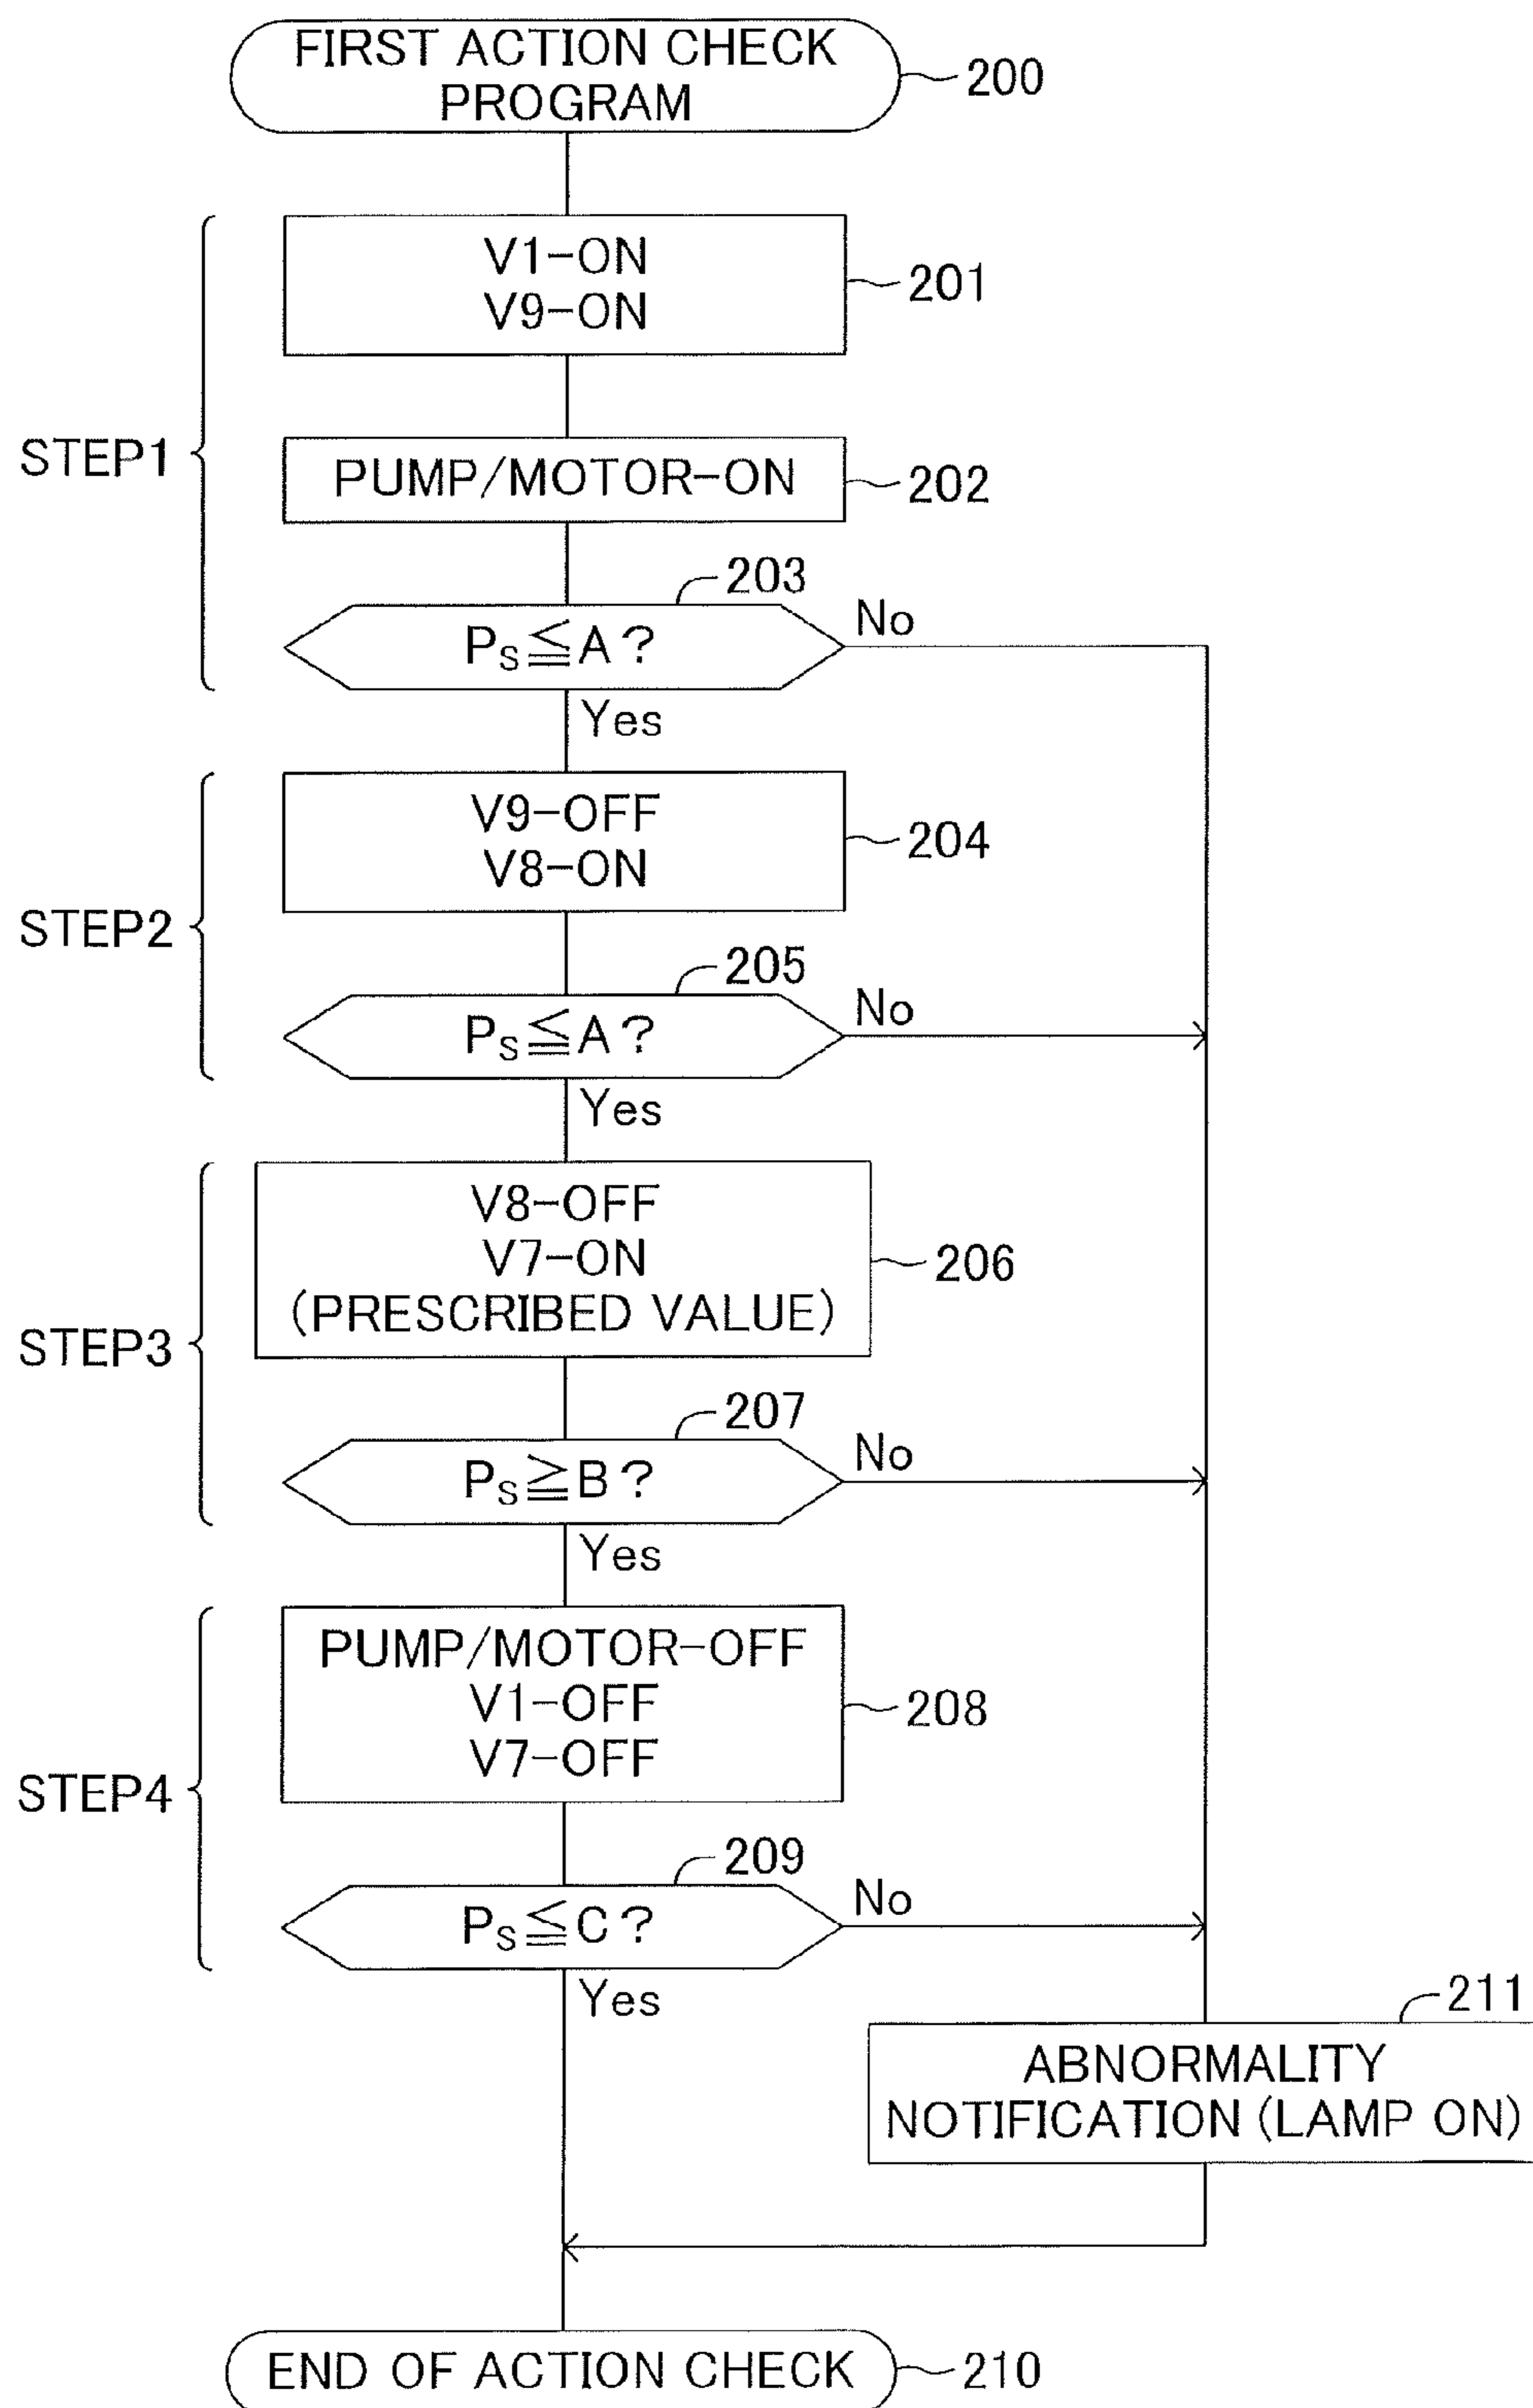 FIRST ACTION CHECK
PROGRAM
200
V1-ON
V9-ON
201
STEP1
PUMP/MOTOR-ON
202
203
PS≦A?
No
Yes
V9-OFF
V8-ON
204
STEP2
205
PS≦A?
No
Yes
V8-OFF
V7-ON
(PRESCRIBED VALUE)
206
STEP3
207
PS≧B?
No
Yes
PUMP/MOTOR-OFF
V1-OFF
V7-OFF
208
STEP4
209
PS≦C?
No
Yes
211
ABNORMALITY
NOTIFICATION (LAMP ON)
END OF ACTION CHECK
210